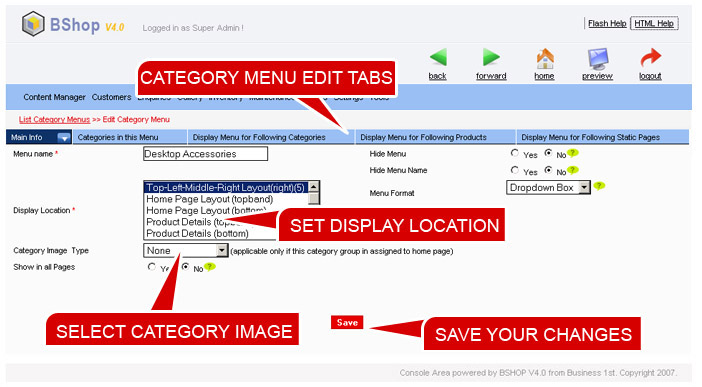 BShop V4.0
Logged in as Super Admin !
Flash Help HTML Help
back forward home preview logout
CATEGORY MENU EDIT TABS
Content Manager Customers Enquiries Gallery Inventory Settings Tools
List Category Menus >> Edit Category Menu
Main Info Categories in this Menu Display Menu for Following Categories Display Menu for Following Products Display Menu for Following Static Pages
Menu name * Desktop Accessories
Hide Menu Yes No ?
Hide Menu Name Yes No ?
Menu Format Dropdown Box ?
Display Location *
Top-Left-Middle-Right Layout(right)(5)
Home Page Layout (topband)
Home Page Layout (bottom)
Product Details (topba
Product Details (bottom)
SET DISPLAY LOCATION
Category Image Type None (applicable only if this category group in assigned to home page)
Show in all Pages Ye No ?
SELECT CATEGORY IMAGE
Save
SAVE YOUR CHANGES
Console Area powered by BSHOP V4.0 from Business 1st. Copyright 2007.